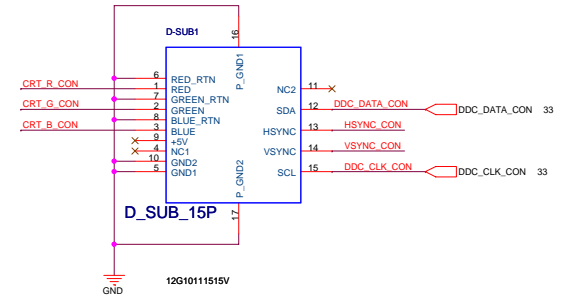 D-SUB1
16
P_GND1
6 RED_RTN
CRT_R_CON 1 RED
7 GREEN_RTN
CRT_G_CON 2 GREEN
8 BLUE_RTN
CRT_B_CON 3 BLUE
9 +5V
4 NC1
10 GND2
5 GND1
NC2 11
SDA 12 DDC_DATA_CON DDC_DATA_CON 33
HSYNC 13 HSYNC_CON
VSYNC 14 VSYNC_CON
SCL 15 DDC_CLK_CON DDC_CLK_CON 33
P_GND2
17
D_SUB_15P
GND
12G10111515V